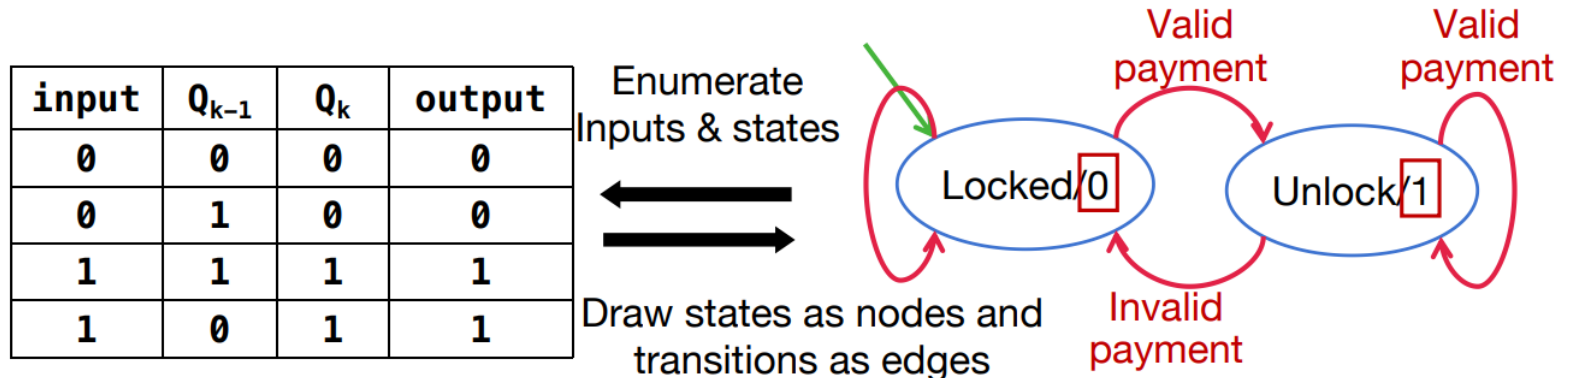 input Q_{k-1} Q_k output
0 0 0 0
0 1 0 0
1 1 1 1
1 0 1 1
Enumerate
Inputs & states
Draw states as nodes and
transitions as edges
Valid
payment
Valid
payment
Locked/0
Unlock/1
Invalid
payment